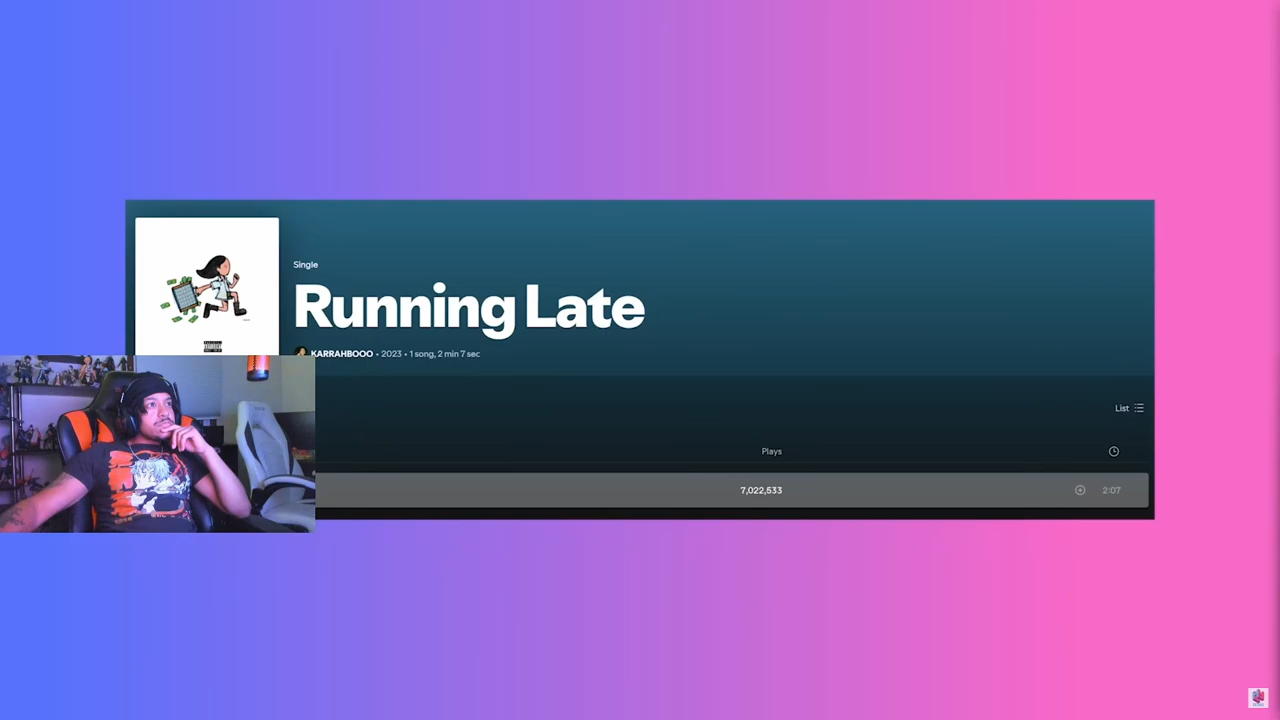 Single
Running Late
KARRAHBOOO • 2023 • 1 song, 2 min 7 sec
List
Plays
7,022,533
2:07